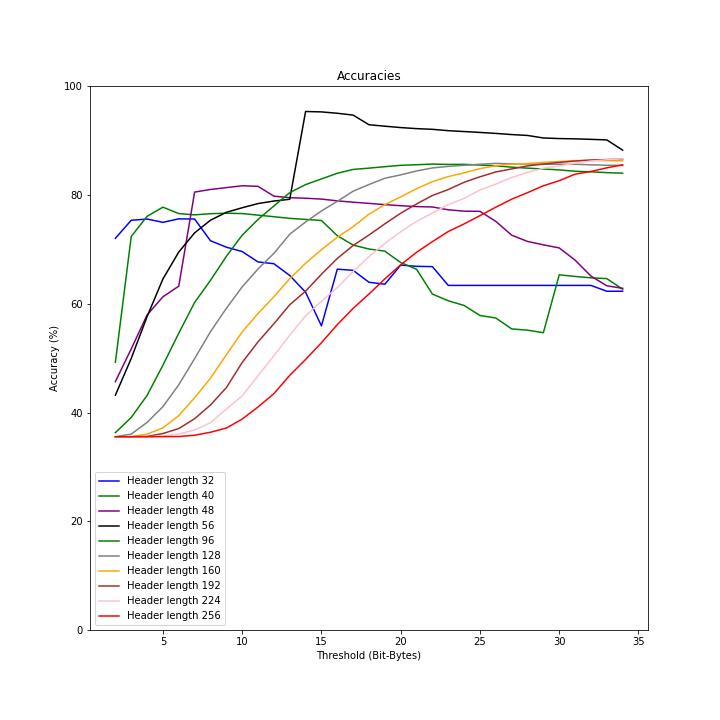 Accuracies
100
80
60
40
20
0
Accuracy (%)
Header length 32
Header length 40
Header length 48
Header length 56
Header length 96
Header length 128
Header length 160
Header length 192
Header length 224
Header length 256
5 10 15 20 25 30 35
Threshold (Bit-Bytes)